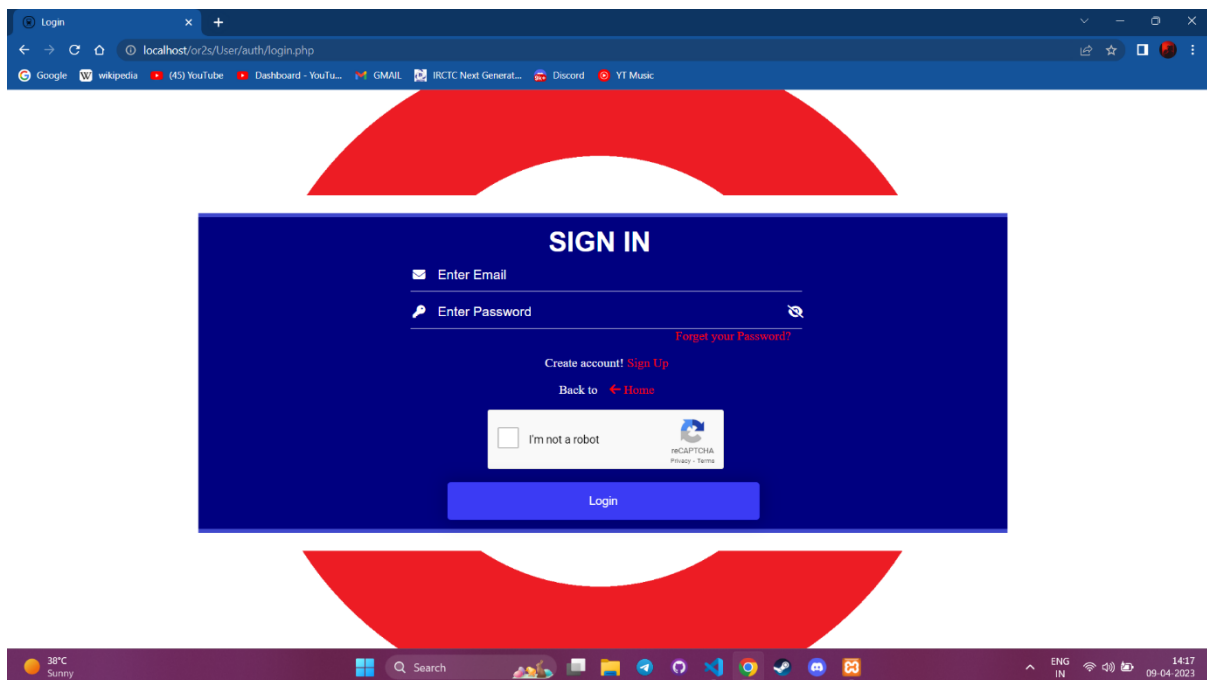 Login
localhost/or2s/User/auth/login.php
Google wikipedia (45) YouTube Dashboard - YouTu... GMAIL IRCTC Next Generat... Discord YT Music
SIGN IN
Enter Email
Enter Password
Forget your Password?
Create account! Sign Up
Back to Home
I'm not a robot
reCAPTCHA
Privacy - Terms
Login
38°C
Sunny
Search
ENG
IN
14:17
09-04-2023